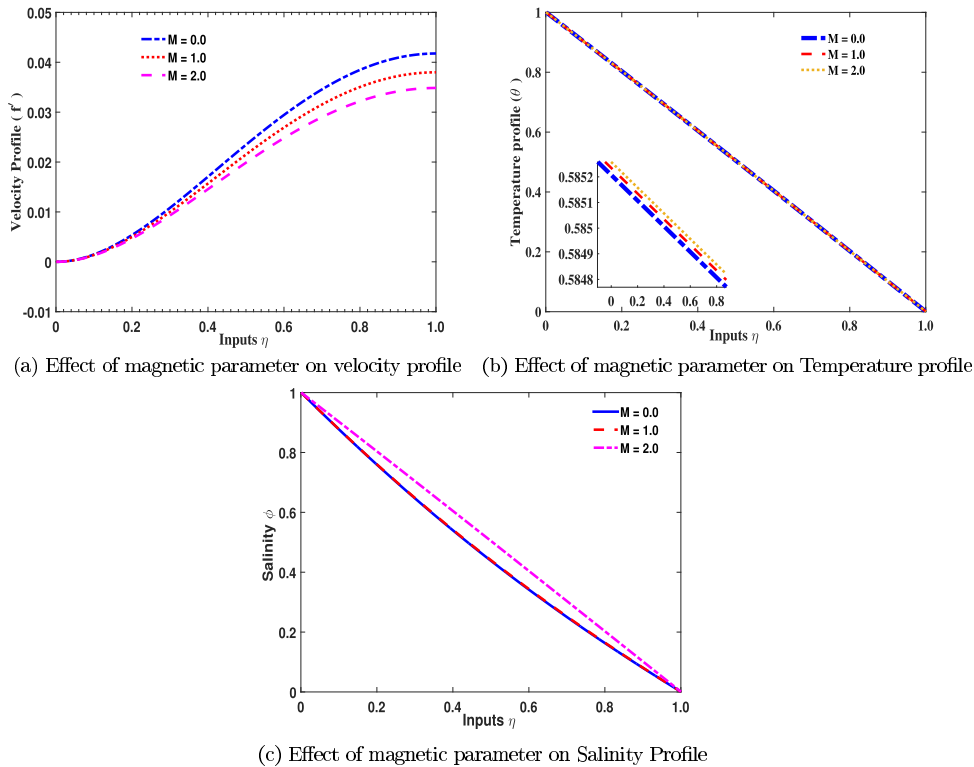 0.05
0.04
0.03
0.02
0.01
0
-0.01
Velocity Profile ( f' )
M = 0.0
M = 1.0
M = 2.0
0 0.2 0.4 0.6 0.8 1.0
Inputs η
(a) Effect of magnetic parameter on velocity profile
1
0.8
0.6
0.4
0.2
0
Temperature profile (θ )
M = 0.0
M = 1.0
M = 2.0
0.5852
0.5851
0.585
0.5849
0.5848
0 0.2 0.4 0.6 0.8
0 0.2 0.4 0.6 0.8 1.0
Inputs η
(b) Effect of magnetic parameter on Temperature profile
1
0.8
0.6
0.4
0.2
0
Salinity ϕ
M = 0.0
M = 1.0
M = 2.0
0 0.2 0.4 0.6 0.8 1.0
Inputs η
(c) Effect of magnetic parameter on Salinity Profile